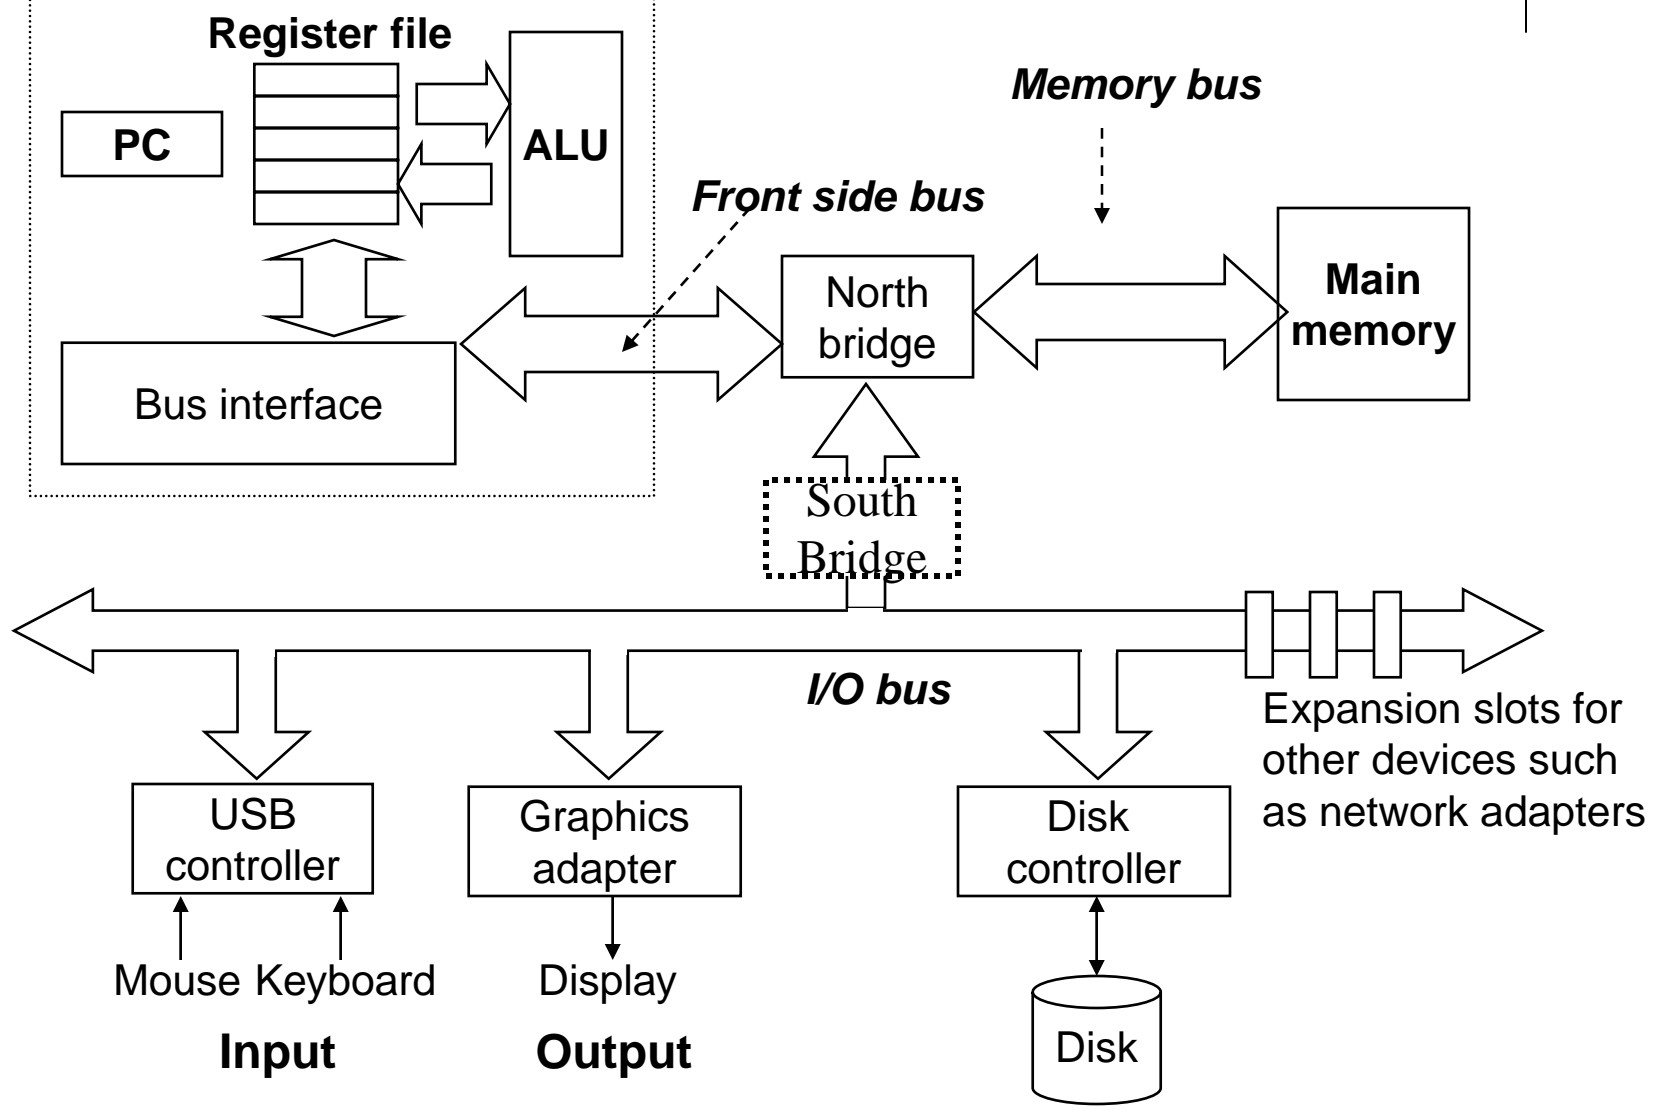 Register file
PC
ALU
Memory bus
Front side bus
North
bridge
Main
memory
Bus interface
South
Bridge
I/O bus
Expansion slots for
other devices such
as network adapters
USB
controller
Graphics
adapter
Disk
controller
Mouse Keyboard
Display
Input
Output
Disk